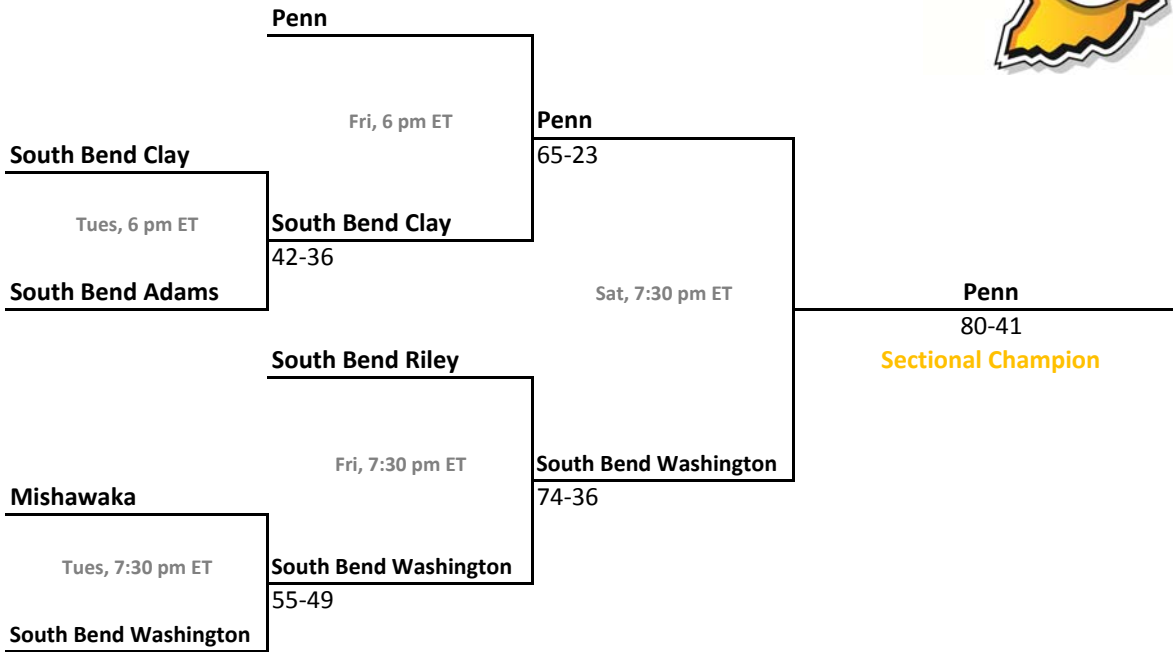 Penn
Fri, 6 pm ET
Penn
65-23
South Bend Clay
Tues, 6 pm ET
South Bend Clay
42-36
South Bend Adams
Sat, 7:30 pm ET
Penn
80-41
Sectional Champion
South Bend Riley
Fri, 7:30 pm ET
South Bend Washington
74-36
Mishawaka
Tues, 7:30 pm ET
South Bend Washington
55-49
South Bend Washington